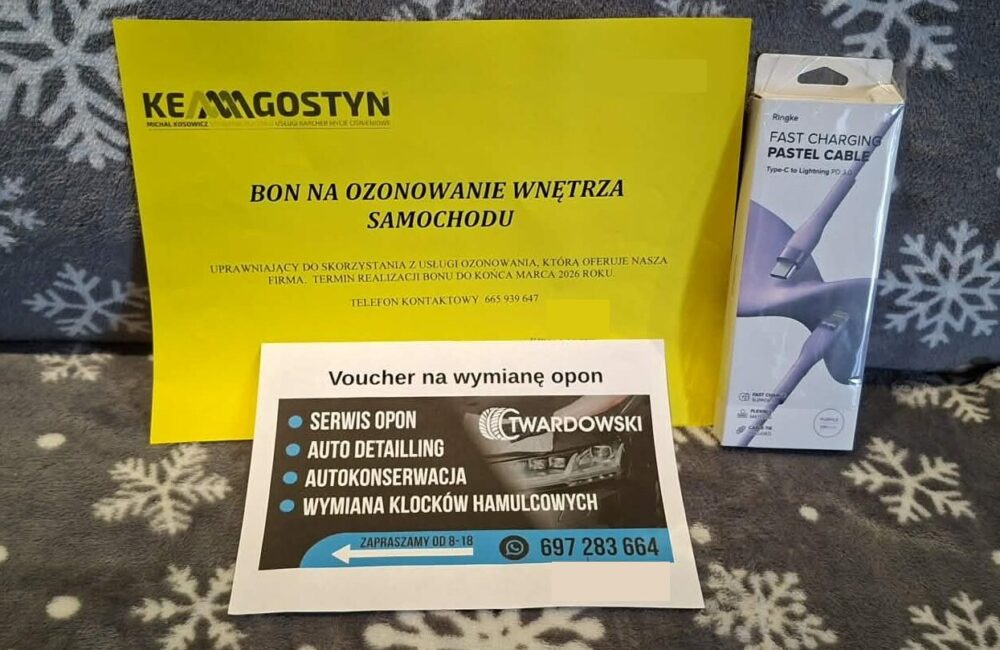 KEAMGOSTYN
MICHAŁ KOSOWICZ USŁUGI KARCHER MYCIE CIŚNIENIOWE
BON NA OZONOWANIE WNĘTRZA
SAMOCHODU
UPRAWNIAJĄCY DO SKORZYSTANIA Z USŁUGI OZONOWANIA, KTÓRĄ OFERUJE NASZA
FIRMA. TERMIN REALIZACJI BONU DO KOŃCA MARCA 2026 ROKU.
TELEFON KONTAKTOWY 665 939 647
Ringke
FAST CHARGING
PASTEL CABLE
Type-C to Lightning PD 3.0
FAST
Voucher na wymianę opon
SERWIS OPON
TWARDOWSKI
AUTO DETAILLING
AUTOKONSERWACJA
WYMIANA KLOCKÓW HAMULCOWYCH
ZAPRASZAMY OD 8-18
697 283 664